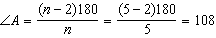 ∠A = (n − 2)180 / n = (5 − 2)180 / 5 = 108